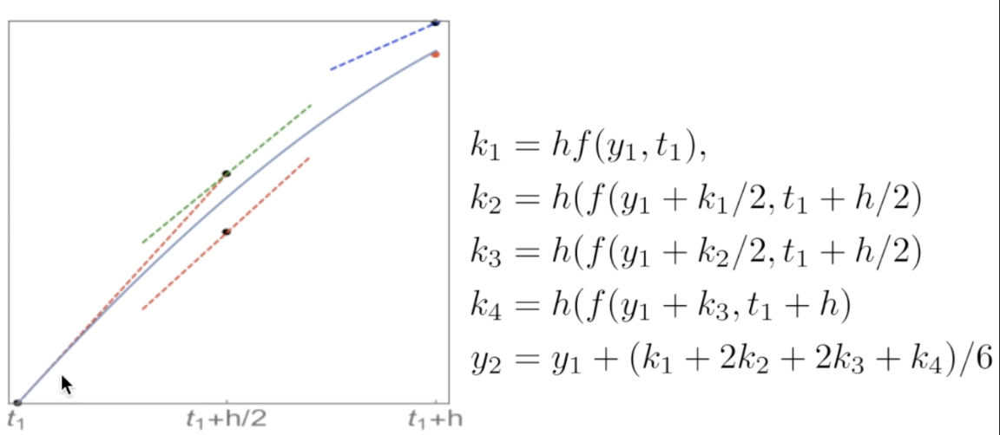 t₁
t₁+h/2
t₁+h
k₁ = hf(y₁, t₁),
k₂ = h(f(y₁ + k₁/2, t₁ + h/2)
k₃ = h(f(y₁ + k₂/2, t₁ + h/2)
k₄ = h(f(y₁ + k₃, t₁ + h)
y₂ = y₁ + (k₁ + 2k₂ + 2k₃ + k₄)/6